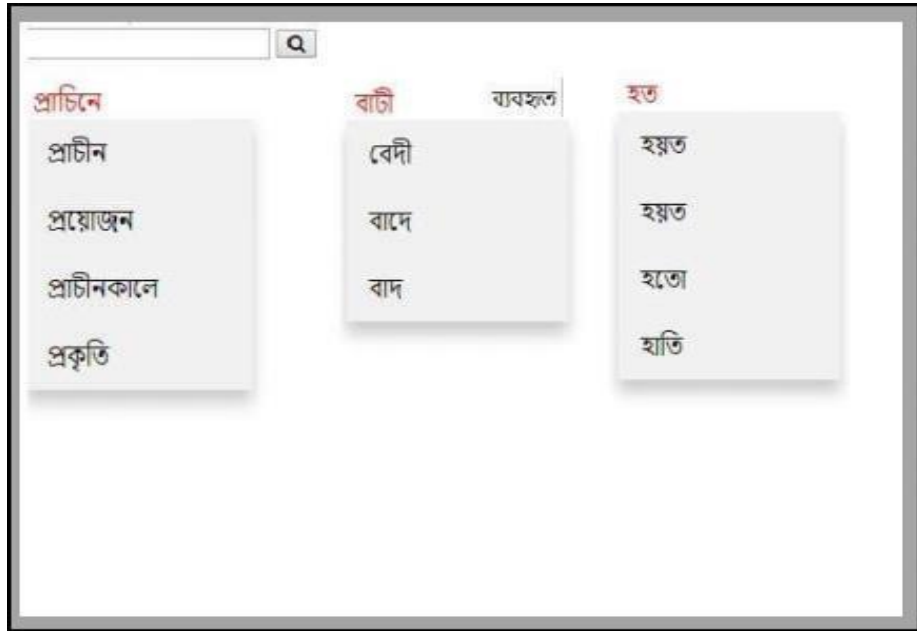 প্রাচিনে বাটী ব্যবহৃত হত
প্রাচীন বেদী হয়ত
প্রয়োজন বাদে হয়ত
প্রাচীনকালে বাদ হতো
প্রকৃতি হাতি